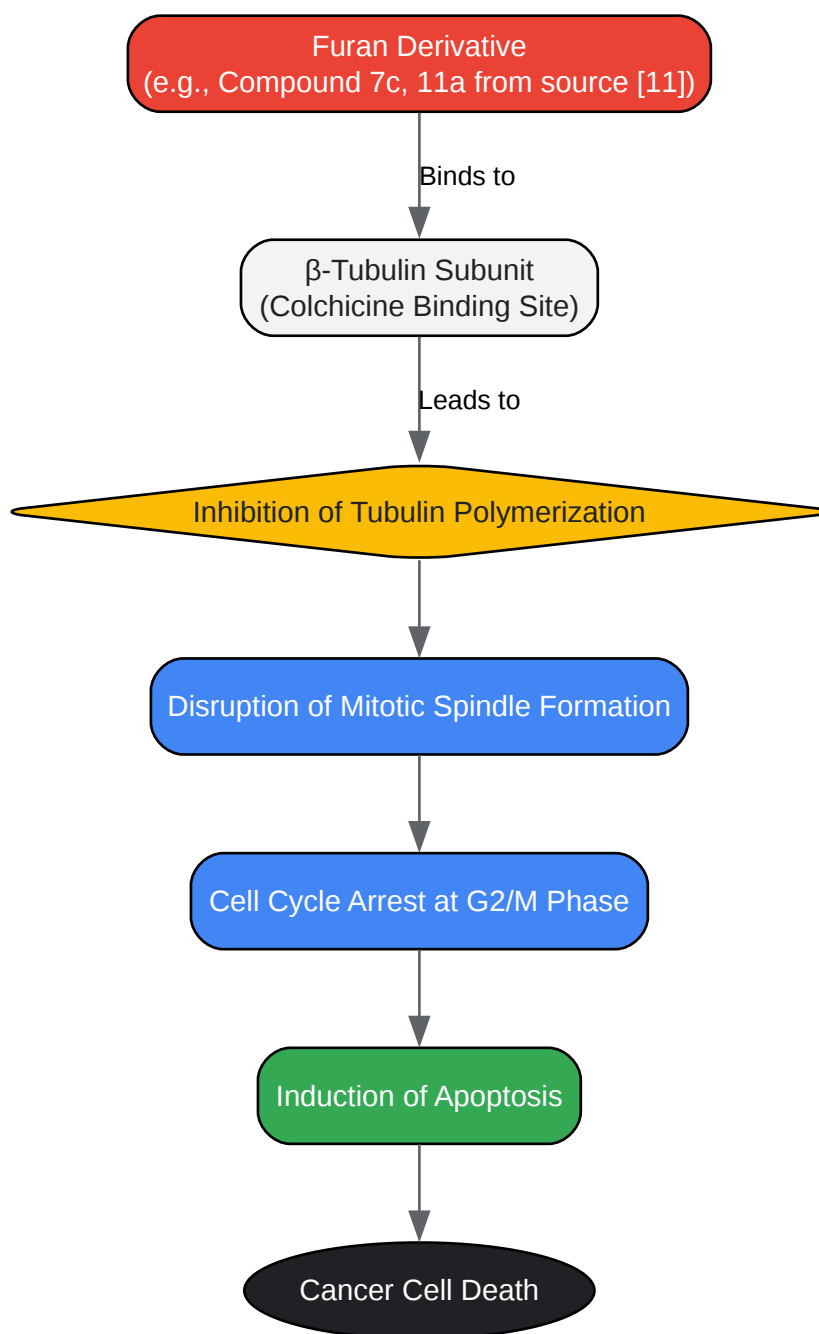 Furan Derivative
(e.g., Compound 7c, 11a from source [11])
Binds to
β-Tubulin Subunit
(Colchicine Binding Site)
Leads to
Inhibition of Tubulin Polymerization
Disruption of Mitotic Spindle Formation
Cell Cycle Arrest at G2/M Phase
Induction of Apoptosis
Cancer Cell Death